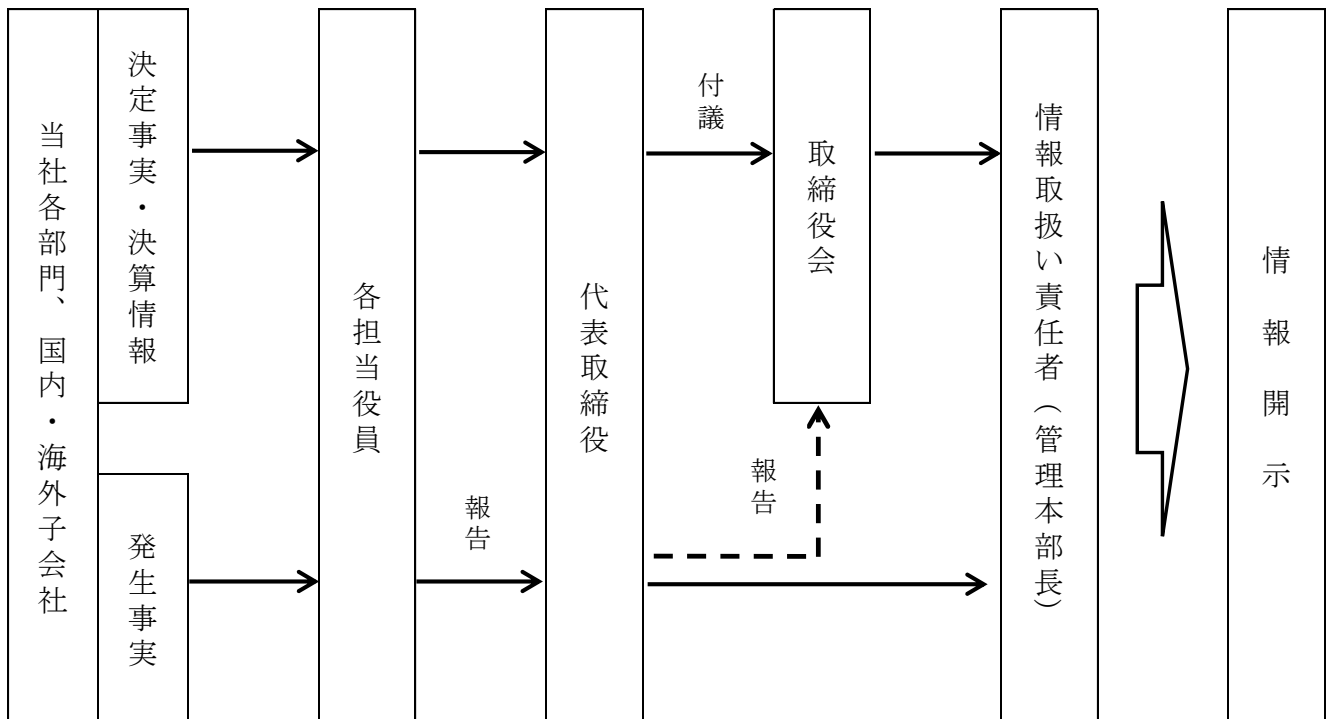 当社各部門、国内・海外子会社
決定事実・決算情報
発生事実
各担当役員
報告
代表取締役
付議
取締役会
報告
情報取扱い責任者（管理本部長）
情報開示